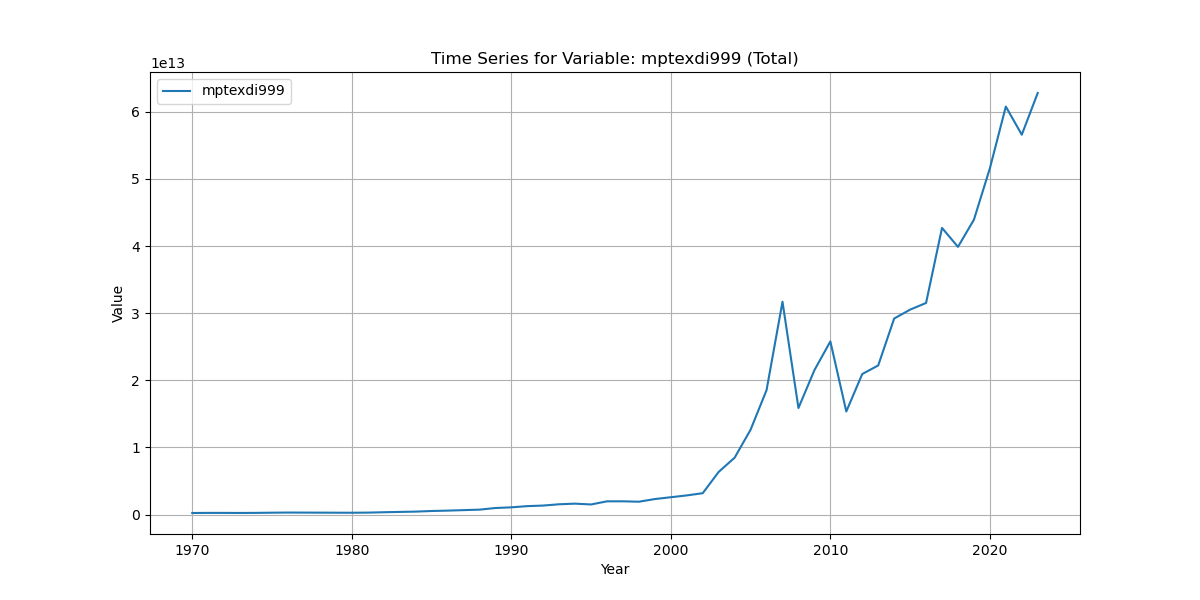 Time Series for Variable: mptexdi999 (Total)
1e13
mptexdi999
6
5
4
3
2
1
0
Value
1970
1980
1990
2000
2010
2020
Year